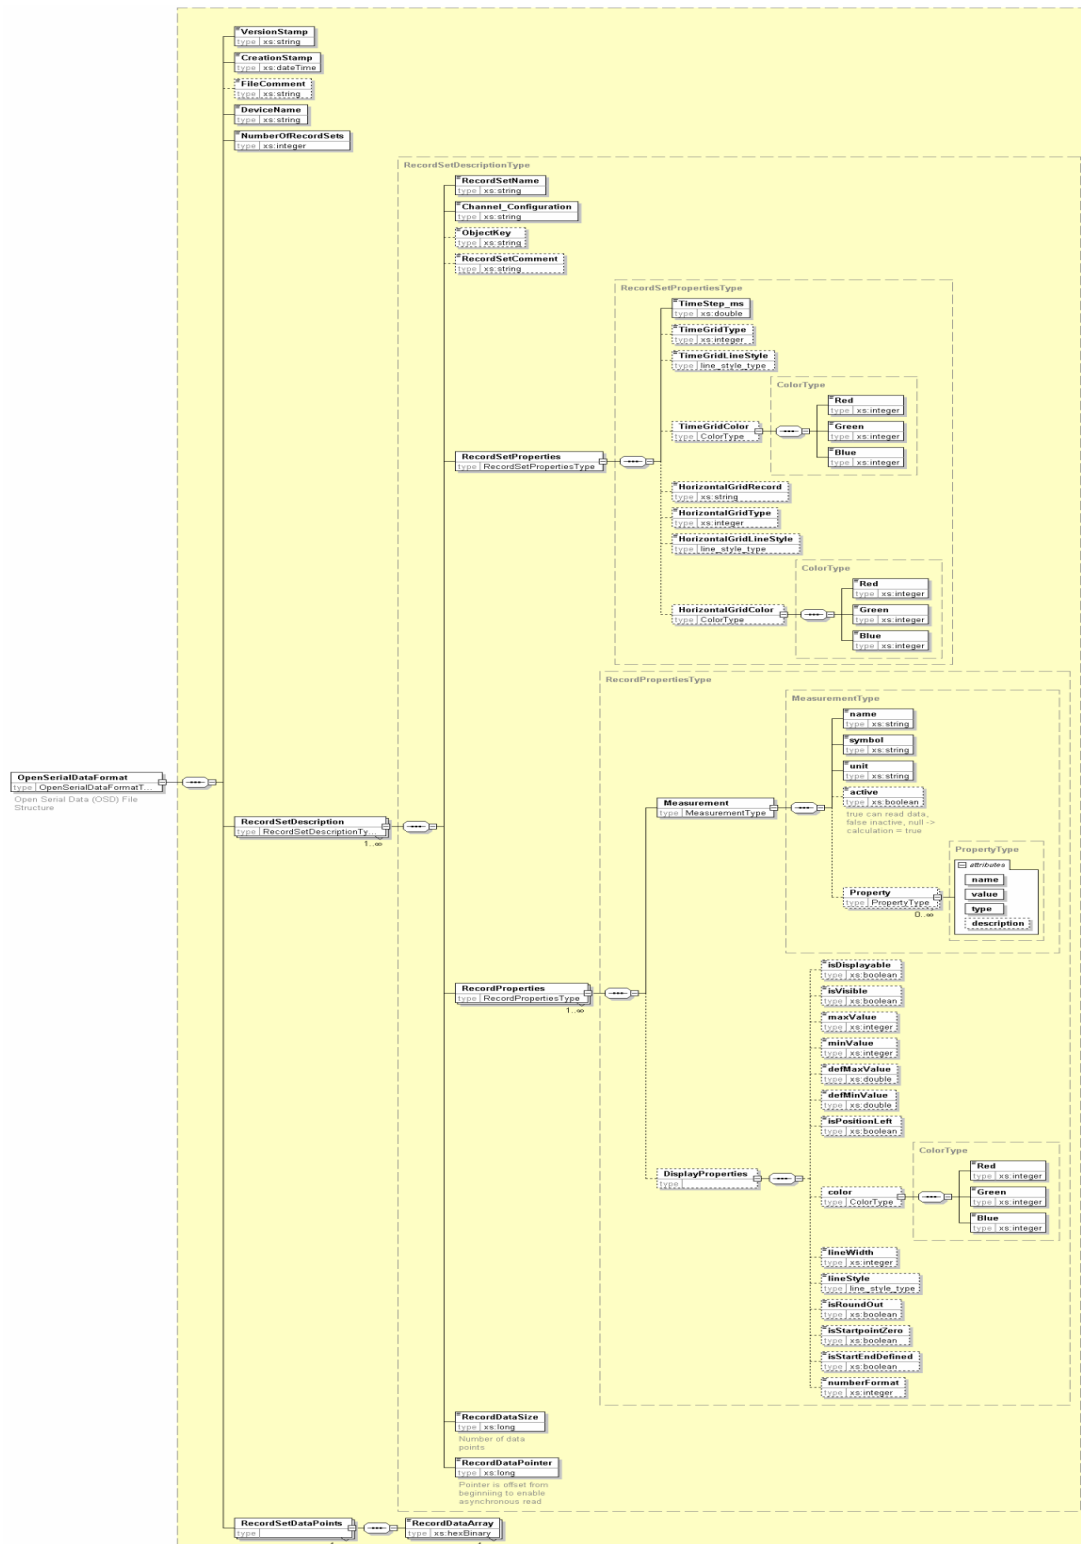 VersionStamp
type xs:string
CreationStamp
type xs:dateTime
FileComment
type xs:string
DeviceName
type xs:string
NumberOfRecordSets
type xs:integer
RecordSetDescriptionType
RecordSetName
type xs:string
Channel_Configuration
type xs:string
ObjectKey
type xs:string
RecordSetComment
type xs:string
RecordSetPropertiesType
TimeStep_ms
type xs:double
TimeGridType
type xs:integer
TimeGridLineStyle
type line_style_type
ColorType
Red
type xs:integer
TimeGridColor
type ColorType
Green
type xs:integer
Blue
type xs:integer
RecordSetProperties
type RecordSetPropertiesType
HorizontalGridRecord
type xs:string
HorizontalGridType
type xs:integer
HorizontalGridLineStyle
type line_style_type
ColorType
Red
type xs:integer
HorizontalGridColor
type ColorType
Green
type xs:integer
Blue
type xs:integer
RecordPropertiesType
MeasurementType
name
type xs:string
symbol
type xs:string
unit
type xs:string
OpenSerialDataFormat
type OpenSerialDataFormatT...
Open Serial Data (OSD) File
Structure
active
type xs:boolean
true can read data,
false inactive, null ->
calculation = true
Measurement
type MeasurementType
RecordSetDescription
type RecordSetDescriptionTy...
1..∞
PropertyType
attributes
name
value
type
description
Property
type PropertyType
0..∞
isDisplayable
type xs:boolean
isVisible
type xs:boolean
RecordProperties
type RecordPropertiesType
1..∞
maxValue
type xs:integer
minValue
type xs:integer
defMaxValue
type xs:double
defMinValue
type xs:double
isPositionLeft
type xs:boolean
ColorType
DisplayProperties
type
Red
type xs:integer
color
type ColorType
Green
type xs:integer
Blue
type xs:integer
lineWidth
type xs:integer
lineStyle
type line_style_type
isRoundOut
type xs:boolean
isStartpointZero
type xs:boolean
isStartEndDefined
type xs:boolean
numberFormat
type xs:integer
RecordDataSize
type xs:long
Number of data
points
RecordDataPointer
type xs:long
Pointer is offset from
beginniing to enable
asynchronous read
RecordSetDataPoints
type
RecordDataArray
type xs:hexBinary